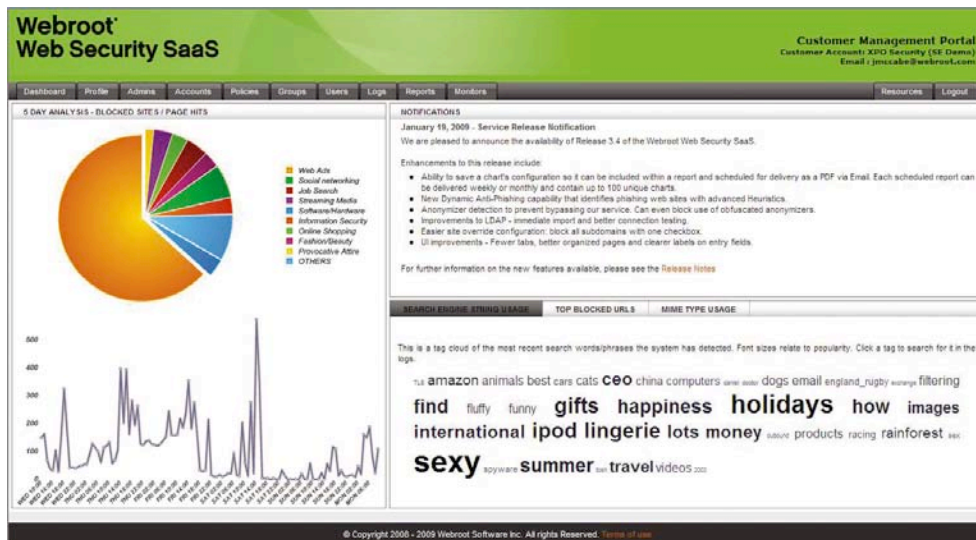 Webroot
Web Security SaaS
Customer Management Portal
Customer Account: XPO Security (SE Demo)
Email : jmccabe@webroot.com
Dashboard Profile Admins Accounts Policies Groups Users Logs Reports Monitors Resources Logout
5 DAY ANALYSIS - BLOCKED SITES / PAGE HITS
Web Ads
Social networking
Job Search
Streaming Media
Software/Hardware
Information Security
Online Shopping
Fashion/Beauty
Provocative Attire
OTHERS
500
400
300
200
100
0
NOTIFICATIONS
January 19, 2009 - Service Release Notification
We are pleased to announce the availability of Release 3.4 of the Webroot Web Security SaaS.
Enhancements to this release include:
Ability to save a chart's configuration so it can be included within a report and scheduled for delivery as a PDF via Email. Each scheduled report can
be delivered weekly or monthly and contain up to 100 unique charts.
New Dynamic Anti-Phishing capability that identifies phishing web sites with advanced Heuristics.
Anonymizer detection to prevent bypassing our service. Can even block use of obfuscated anonymizers.
Improvements to LDAP - immediate import and better connection testing.
Easier site override configuration: block all subdomains with one checkbox.
UI improvements - Fewer tabs, better organized pages and clearer labels on entry fields.
For further information on the new features available, please see the Release Notes
SEARCH ENGINE STRING USAGE TOP BLOCKED URLS MIME TYPE USAGE
This is a tag cloud of the most recent search words/phrases the system has detected. Font sizes relate to popularity. Click a tag to search for it in the
logs.
amazon animals best cars cats ceo china computers dogs email england_rugby exchange filtering
find fluffy funny gifts happiness holidays how images
international ipod lingerie lots money outbound products racing rainforest
sexy spyware summer travel videos
© Copyright 2008 - 2009 Webroot Software Inc. All rights Reserved. Terms of use